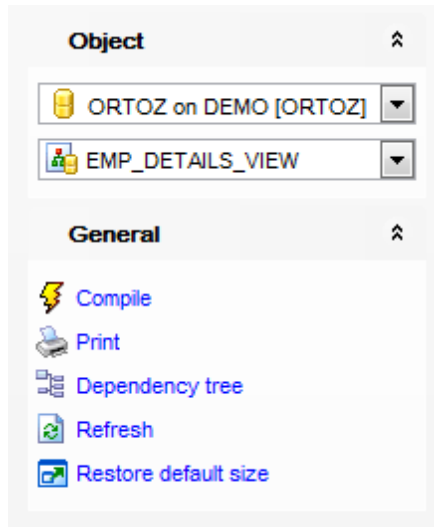 Object
ORTOZ on DEMO [ORTOZ]
EMP_DETAILS_VIEW
General
Compile
Print
Dependency tree
Refresh
Restore default size